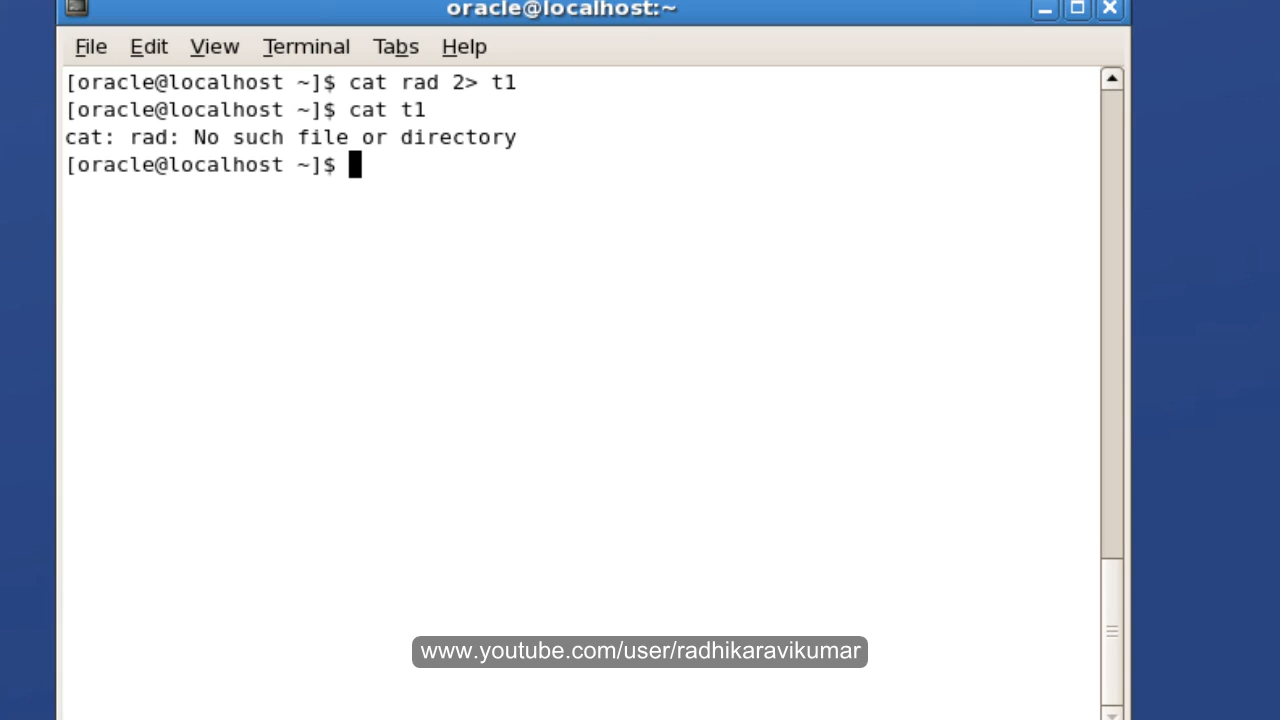 oracle@localhost:~
File Edit View Terminal Tabs Help
[oracle@localhost ~]$ cat rad 2> t1
[oracle@localhost ~]$ cat t1
cat: rad: No such file or directory
[oracle@localhost ~]$
www.youtube.com/user/radhikaravikumar